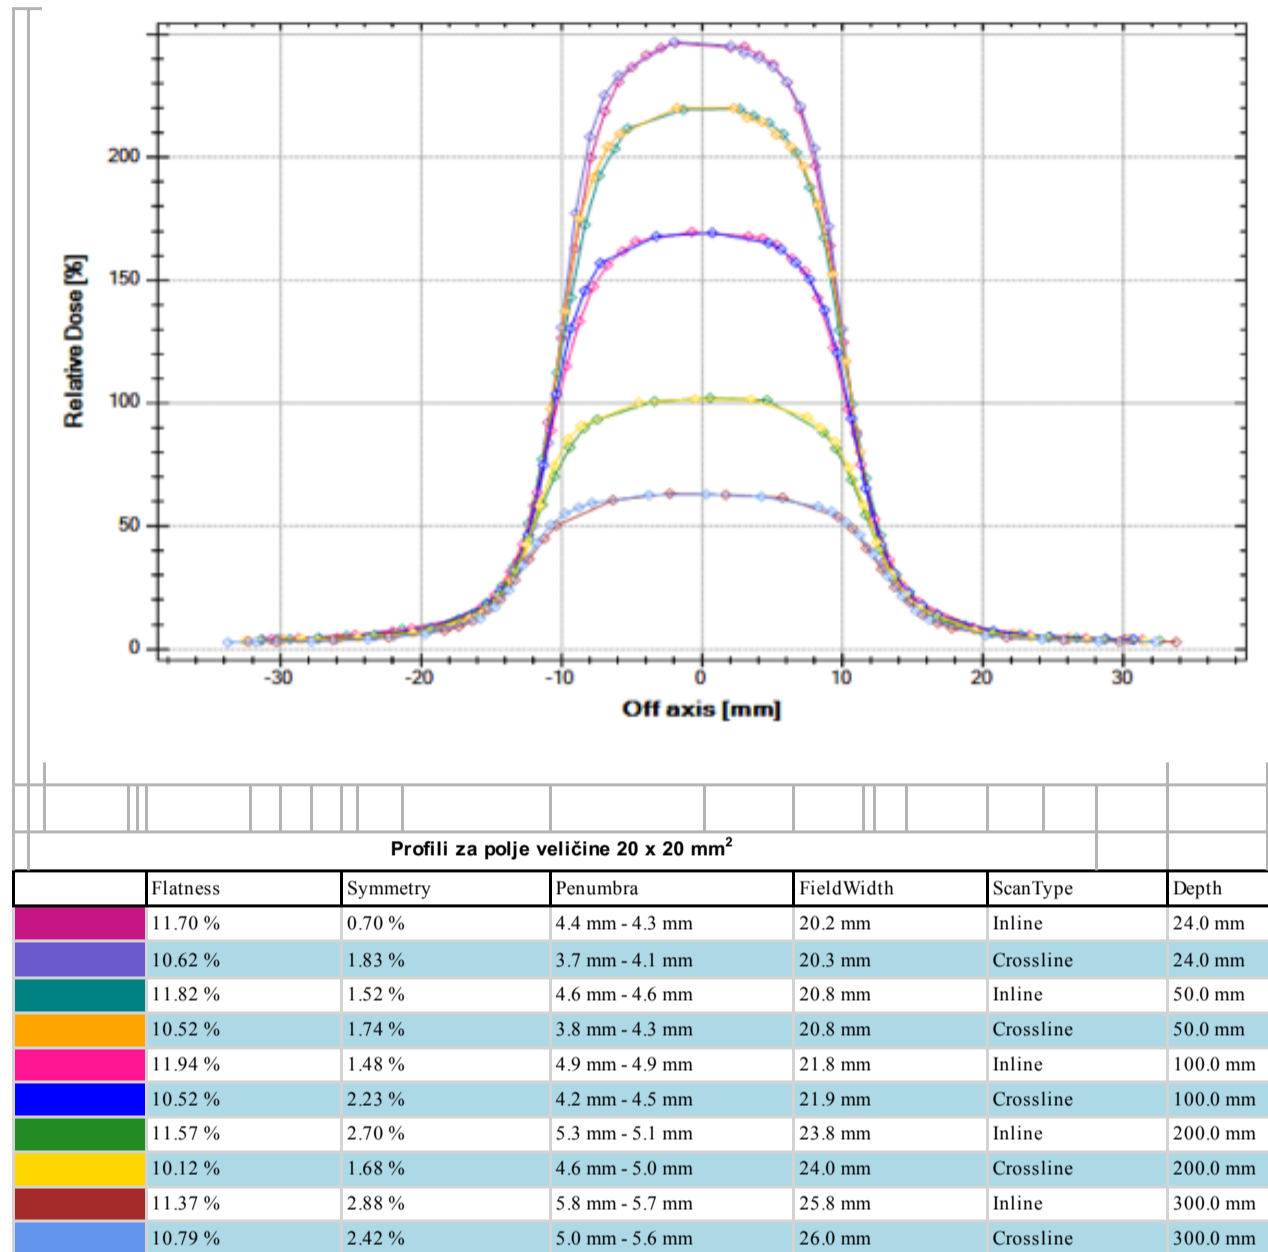 200
150
100
50
0
Relative Dose [%]
-30 -20 -10 0 10 20 30
Off axis [mm]
Profili za polje veličine 20 x 20 mm²
Flatness Symmetry Penumbra FieldWidth ScanType Depth
11.70 % 0.70 % 4.4 mm - 4.3 mm 20.2 mm Inline 24.0 mm
10.62 % 1.83 % 3.7 mm - 4.1 mm 20.3 mm Crossline 24.0 mm
11.82 % 1.52 % 4.6 mm - 4.6 mm 20.8 mm Inline 50.0 mm
10.52 % 1.74 % 3.8 mm - 4.3 mm 20.8 mm Crossline 50.0 mm
11.94 % 1.48 % 4.9 mm - 4.9 mm 21.8 mm Inline 100.0 mm
10.52 % 2.23 % 4.2 mm - 4.5 mm 21.9 mm Crossline 100.0 mm
11.57 % 2.70 % 5.3 mm - 5.1 mm 23.8 mm Inline 200.0 mm
10.12 % 1.68 % 4.6 mm - 5.0 mm 24.0 mm Crossline 200.0 mm
11.37 % 2.88 % 5.8 mm - 5.7 mm 25.8 mm Inline 300.0 mm
10.79 % 2.42 % 5.0 mm - 5.6 mm 26.0 mm Crossline 300.0 mm